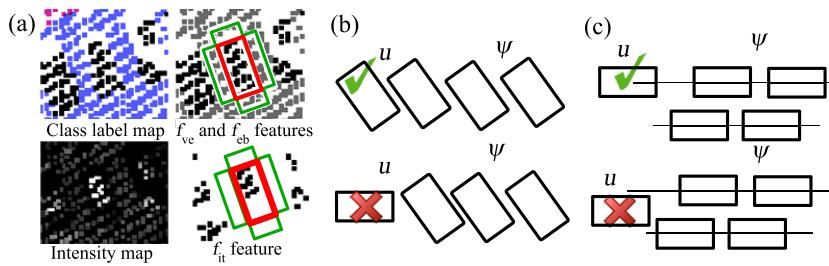 (a)
Class label map
f_ve and f_eb features
Intensity map
f_it feature
(b)
u
ψ
u
ψ
(c)
u
ψ
u
ψ